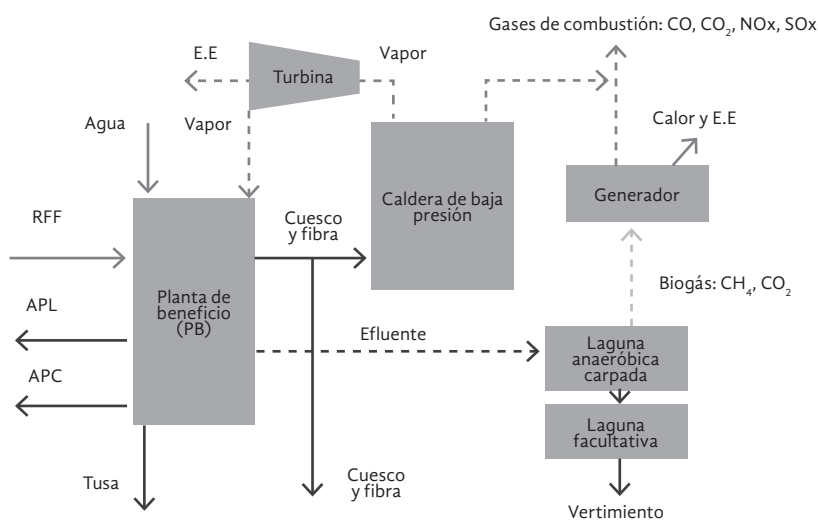 Gases de combustión: CO, CO₂, NOx, SOx
E.E
Turbina
Vapor
Agua
Vapor
Calor y E.E
Caldera de baja
presión
Generador
RFF
Cuesco
y fibra
Planta de
beneficio
(PB)
Biogás: CH₄, CO₂
APL
Efluente
Laguna
anaeróbica
carpada
APC
Laguna
facultativa
Tusa
Cuesco
y fibra
Vertimiento